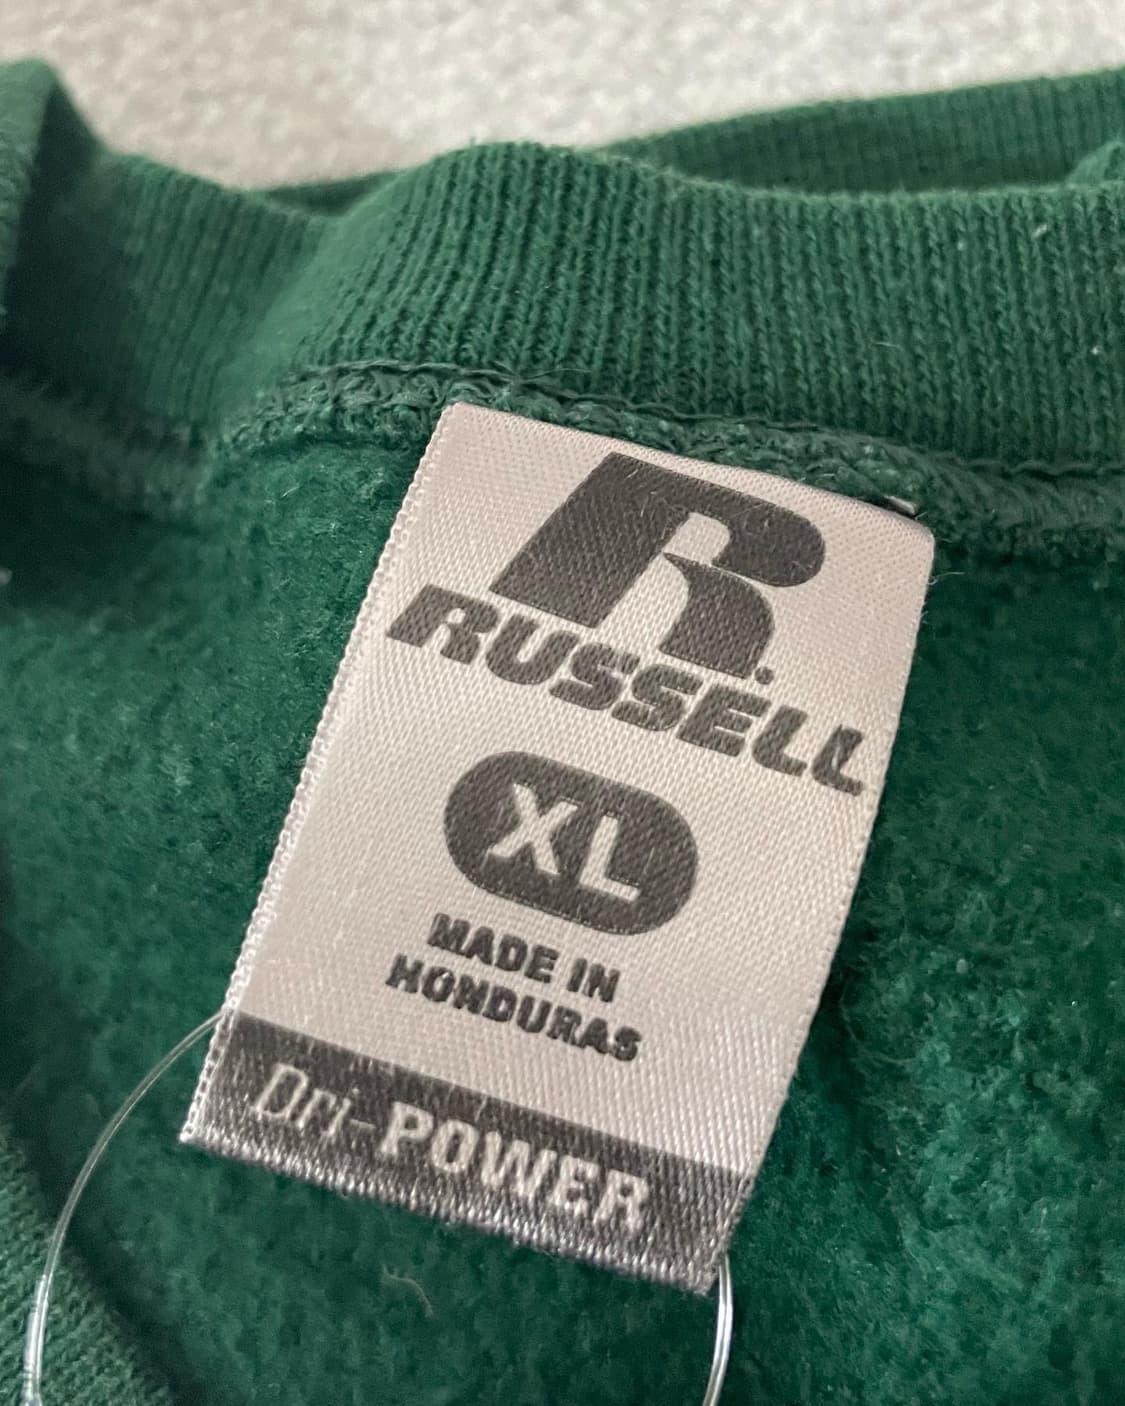 R
RUSSELL
XL
MADE IN
HONDURAS
Dri-POWER